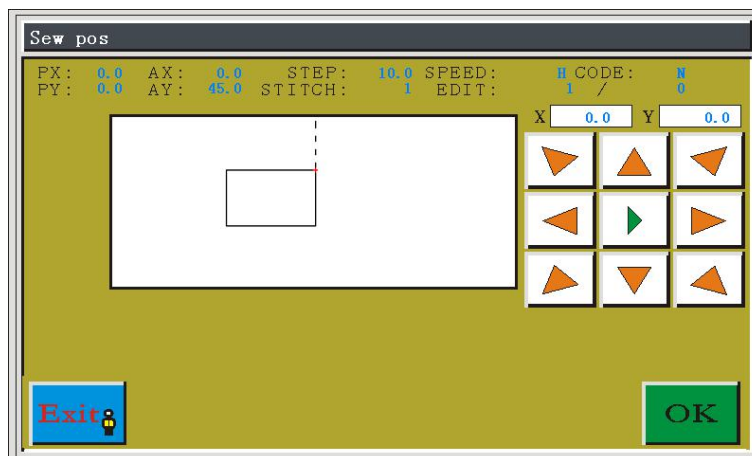 Sew pos
PX: 0.0 AX: 0.0 STEP: 10.0 SPEED: H CODE: N
PY: 0.0 AY: 45.0 STITCH: 1 EDIT: 1 / 0
X 0.0 Y 0.0
Exit OK